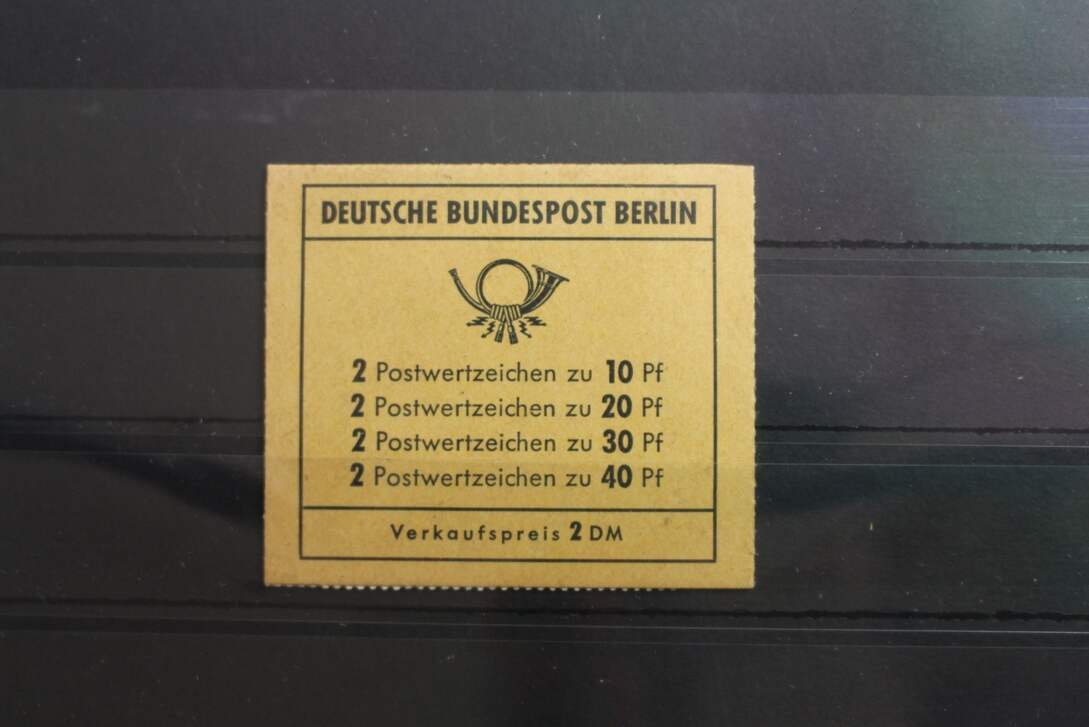 DEUTSCHE BUNDESPOST BERLIN
2 Postwertzeichen zu 10 Pf
2 Postwertzeichen zu 20 Pf
2 Postwertzeichen zu 30 Pf
2 Postwertzeichen zu 40 Pf
Verkaufspreis 2 DM